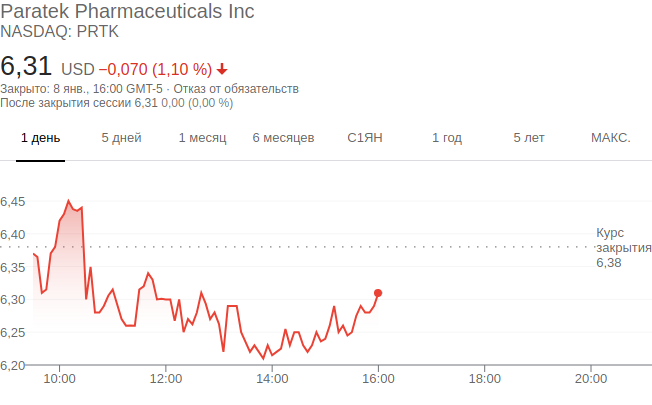 Paratek Pharmaceuticals Inc
NASDAQ: PRTK
6,31 USD −0,070 (1,10 %)
Закрыто: 8 янв., 16:00 GMT-5 · Отказ от обязательств
После закрытия сессии 6,31 0,00 (0,00 %)
1 день 5 дней 1 месяц 6 месяцев С1ЯН 1 год 5 лет МАКС.
6,45
6,40
6,35
6,30
6,25
6,20
Курс
закрытия
6,38
10:00 12:00 14:00 16:00 18:00 20:00